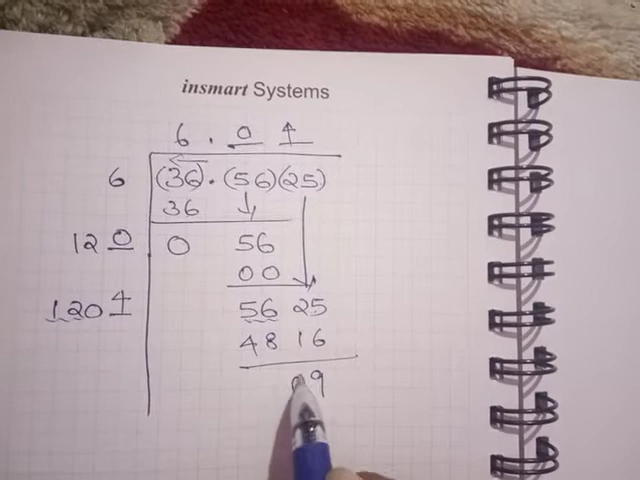 insmart Systems
6 . 0 4
6 (36) . (56)(25)
36
120 0 56
00
1204 56 25
48 16
09